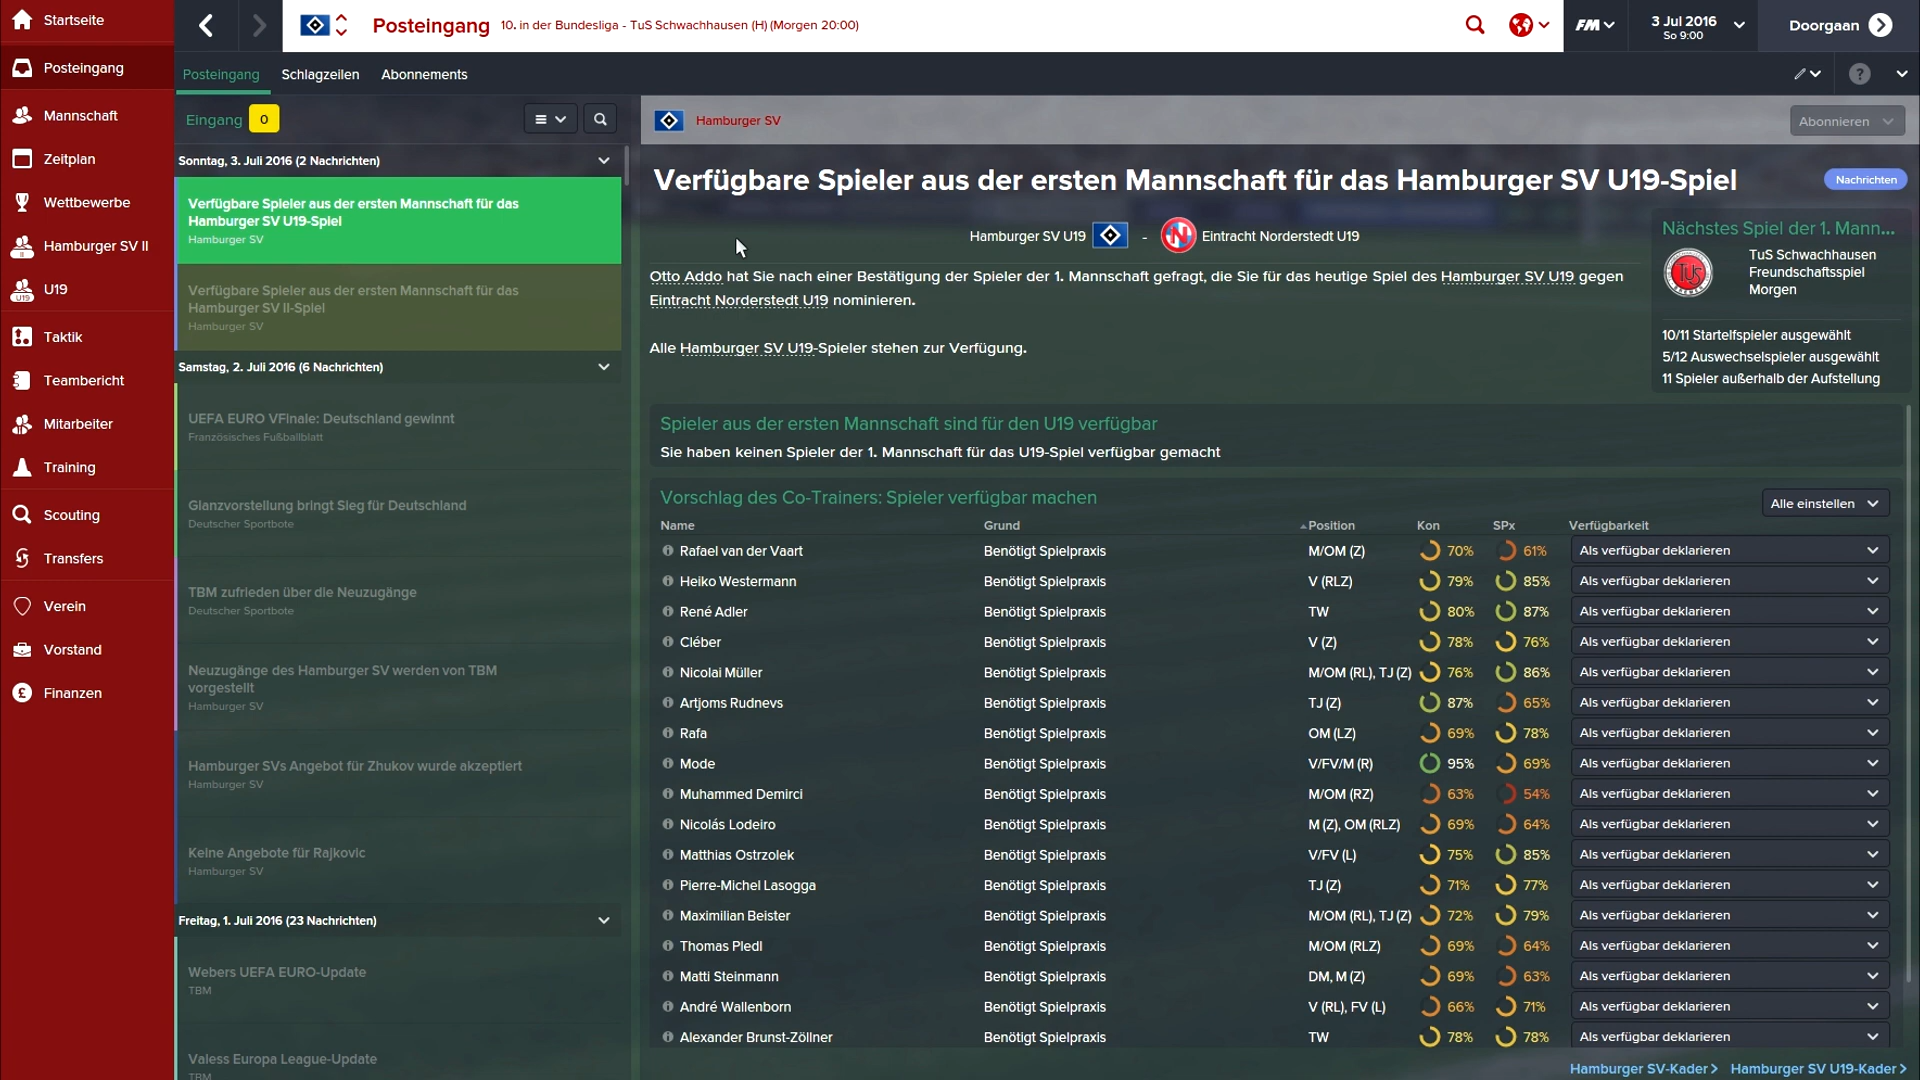 Startseite
Posteingang
Mannschaft
Zeitplan
Wettbewerbe
Hamburger SV II
U19
Taktik
Teambericht
Mitarbeiter
Training
Scouting
Transfers
Verein
Vorstand
Finanzen
Posteingang 10. in der Bundesliga - TuS Schwachhausen (H) (Morgen 20:00)
FM
3 Jul 2016
So 9:00
Doorgaan
Posteingang Schlagzeilen Abonnements
Eingang 0
Sonntag, 3. Juli 2016 (2 Nachrichten)
Verfügbare Spieler aus der ersten Mannschaft für das
Hamburger SV U19-Spiel
Hamburger SV
Verfügbare Spieler aus der ersten Mannschaft für das
Hamburger SV II-Spiel
Hamburger SV
Samstag, 2. Juli 2016 (6 Nachrichten)
UEFA EURO VFinale: Deutschland gewinnt
Französisches Fußballblatt
Glanzvorstellung bringt Sieg für Deutschland
Deutscher Sportbote
TBM zufrieden über die Neuzugänge
Deutscher Sportbote
Neuzugänge des Hamburger SV werden von TBM
vorgestellt
Hamburger SV
Hamburger SVs Angebot für Zhukov wurde akzeptiert
Hamburger SV
Keine Angebote für Rajkovic
Hamburger SV
Freitag, 1. Juli 2016 (23 Nachrichten)
Webers UEFA EURO-Update
TBM
Valess Europa League-Update
TBM
Hamburger SV
Abonnieren
Verfügbare Spieler aus der ersten Mannschaft für das Hamburger SV U19-Spiel
Nachrichten
Hamburger SV U19 - Eintracht Norderstedt U19
Otto Addo hat Sie nach einer Bestätigung der Spieler der 1. Mannschaft gefragt, die Sie für das heutige Spiel des Hamburger SV U19 gegen
Eintracht Norderstedt U19 nominieren.
Alle Hamburger SV U19-Spieler stehen zur Verfügung.
Nächstes Spiel der 1. Mann...
TuS Schwachhausen
Freundschaftsspiel
Morgen
10/11 Startelfspieler ausgewählt
5/12 Auswechselspieler ausgewählt
11 Spieler außerhalb der Aufstellung
Spieler aus der ersten Mannschaft sind für den U19 verfügbar
Sie haben keinen Spieler der 1. Mannschaft für das U19-Spiel verfügbar gemacht
Vorschlag des Co-Trainers: Spieler verfügbar machen
Alle einstellen
Name Grund Position Kon SPx Verfügbarkeit
Rafael van der Vaart Benötigt Spielpraxis M/OM (Z) 70% 61% Als verfügbar deklarieren
Heiko Westermann Benötigt Spielpraxis V (RLZ) 79% 85% Als verfügbar deklarieren
René Adler Benötigt Spielpraxis TW 80% 87% Als verfügbar deklarieren
Cléber Benötigt Spielpraxis V (Z) 78% 76% Als verfügbar deklarieren
Nicolai Müller Benötigt Spielpraxis M/OM (RL), TJ (Z) 76% 86% Als verfügbar deklarieren
Artjoms Rudnevs Benötigt Spielpraxis TJ (Z) 87% 65% Als verfügbar deklarieren
Rafa Benötigt Spielpraxis OM (LZ) 69% 78% Als verfügbar deklarieren
Mode Benötigt Spielpraxis V/FV/M (R) 95% 69% Als verfügbar deklarieren
Muhammed Demirci Benötigt Spielpraxis M/OM (RZ) 63% 54% Als verfügbar deklarieren
Nicolás Lodeiro Benötigt Spielpraxis M (Z), OM (RLZ) 69% 64% Als verfügbar deklarieren
Matthias Ostrzolek Benötigt Spielpraxis V/FV (L) 75% 85% Als verfügbar deklarieren
Pierre-Michel Lasogga Benötigt Spielpraxis TJ (Z) 71% 77% Als verfügbar deklarieren
Maximilian Beister Benötigt Spielpraxis M/OM (RL), TJ (Z) 72% 79% Als verfügbar deklarieren
Thomas Pledl Benötigt Spielpraxis M/OM (RLZ) 69% 64% Als verfügbar deklarieren
Matti Steinmann Benötigt Spielpraxis DM, M (Z) 69% 63% Als verfügbar deklarieren
André Wallenborn Benötigt Spielpraxis V (RL), FV (L) 66% 71% Als verfügbar deklarieren
Alexander Brunst-Zöllner Benötigt Spielpraxis TW 78% 78% Als verfügbar deklarieren
Hamburger SV-Kader > Hamburger SV U19-Kader >